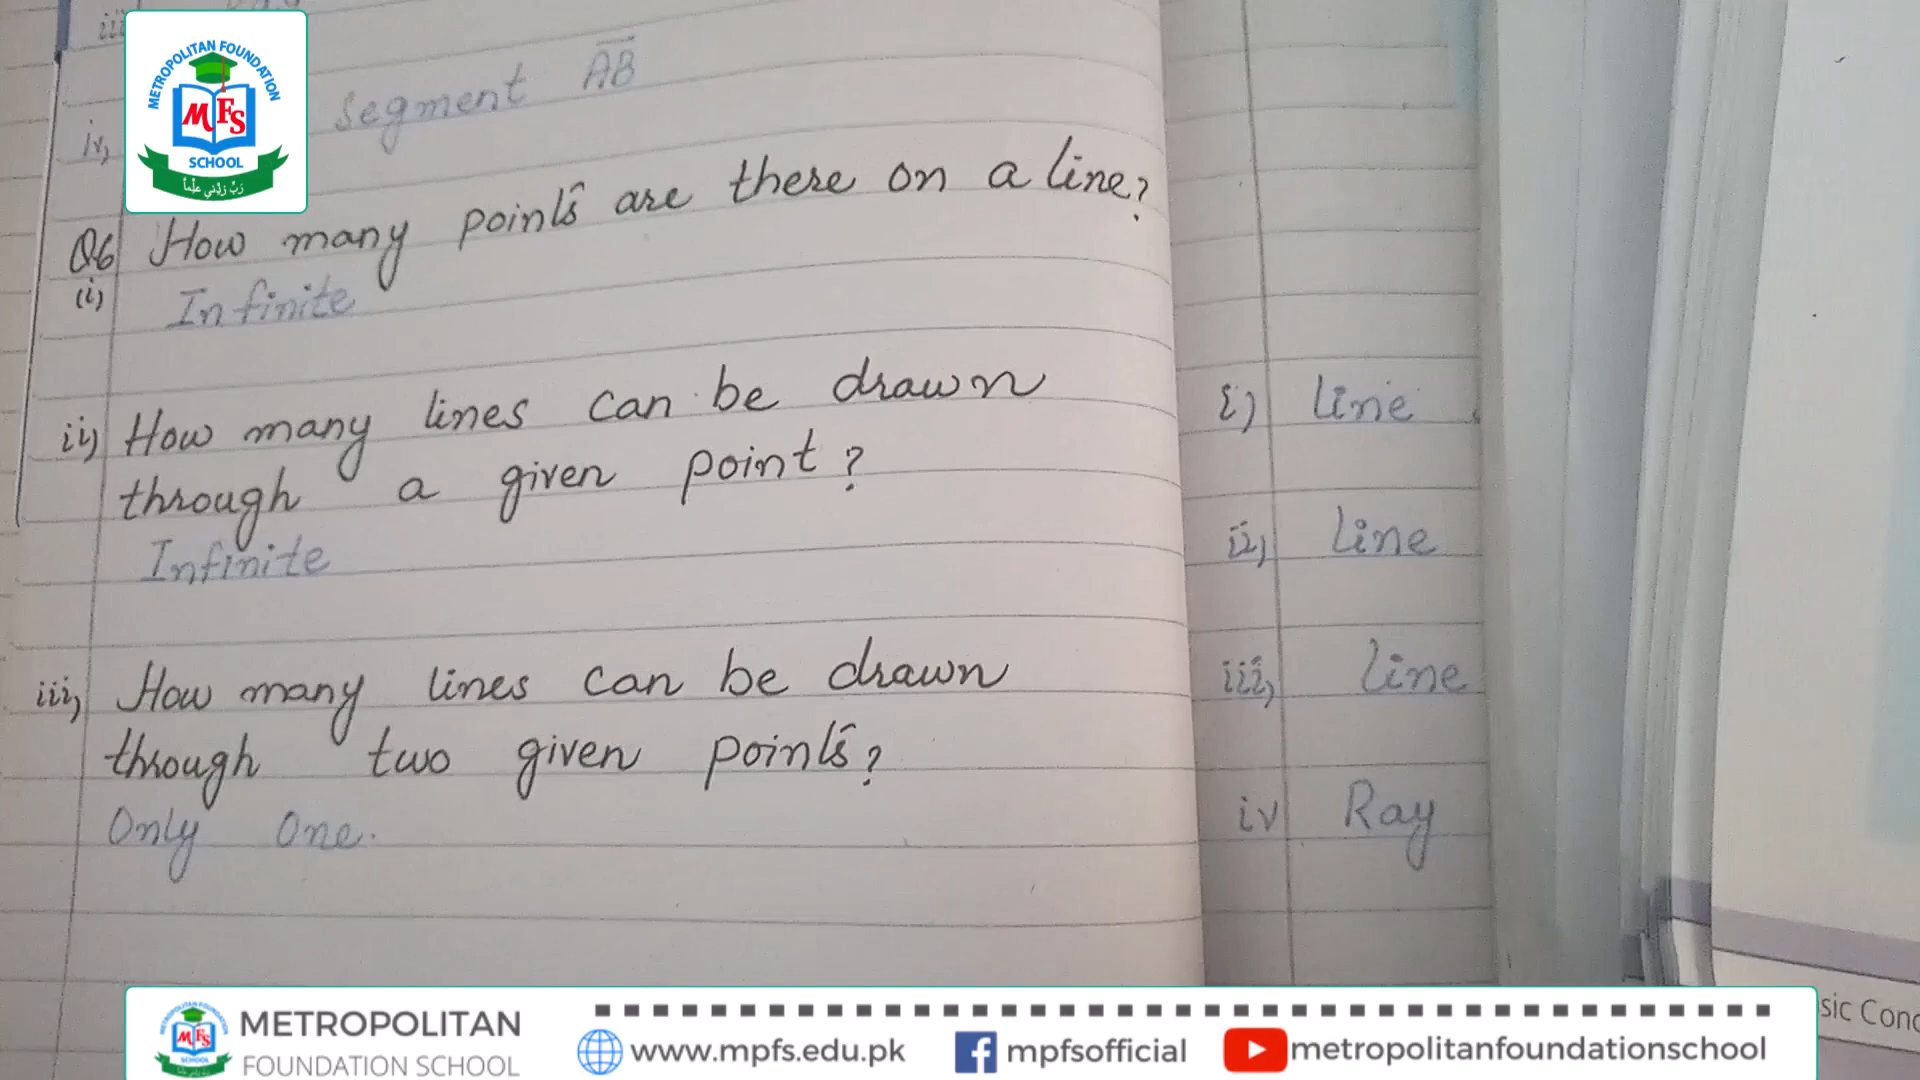 iii
METROPOLITAN FOUNDATION
MFS
SCHOOL
رَبِّ زِدْنِي عِلْماً
iv, segment AB
Q6 How many points are there on a line?
(i) Infinite
ii) How many lines can be drawn
through a given point?
Infinite
iii, How many lines can be drawn
through two given points?
Only One.
i) line
ii, line
iii, line
iv Ray
METROPOLITAN
FOUNDATION SCHOOL
www.mpfs.edu.pk
mpfsofficial
metropolitanfoundationschool
sic Conc